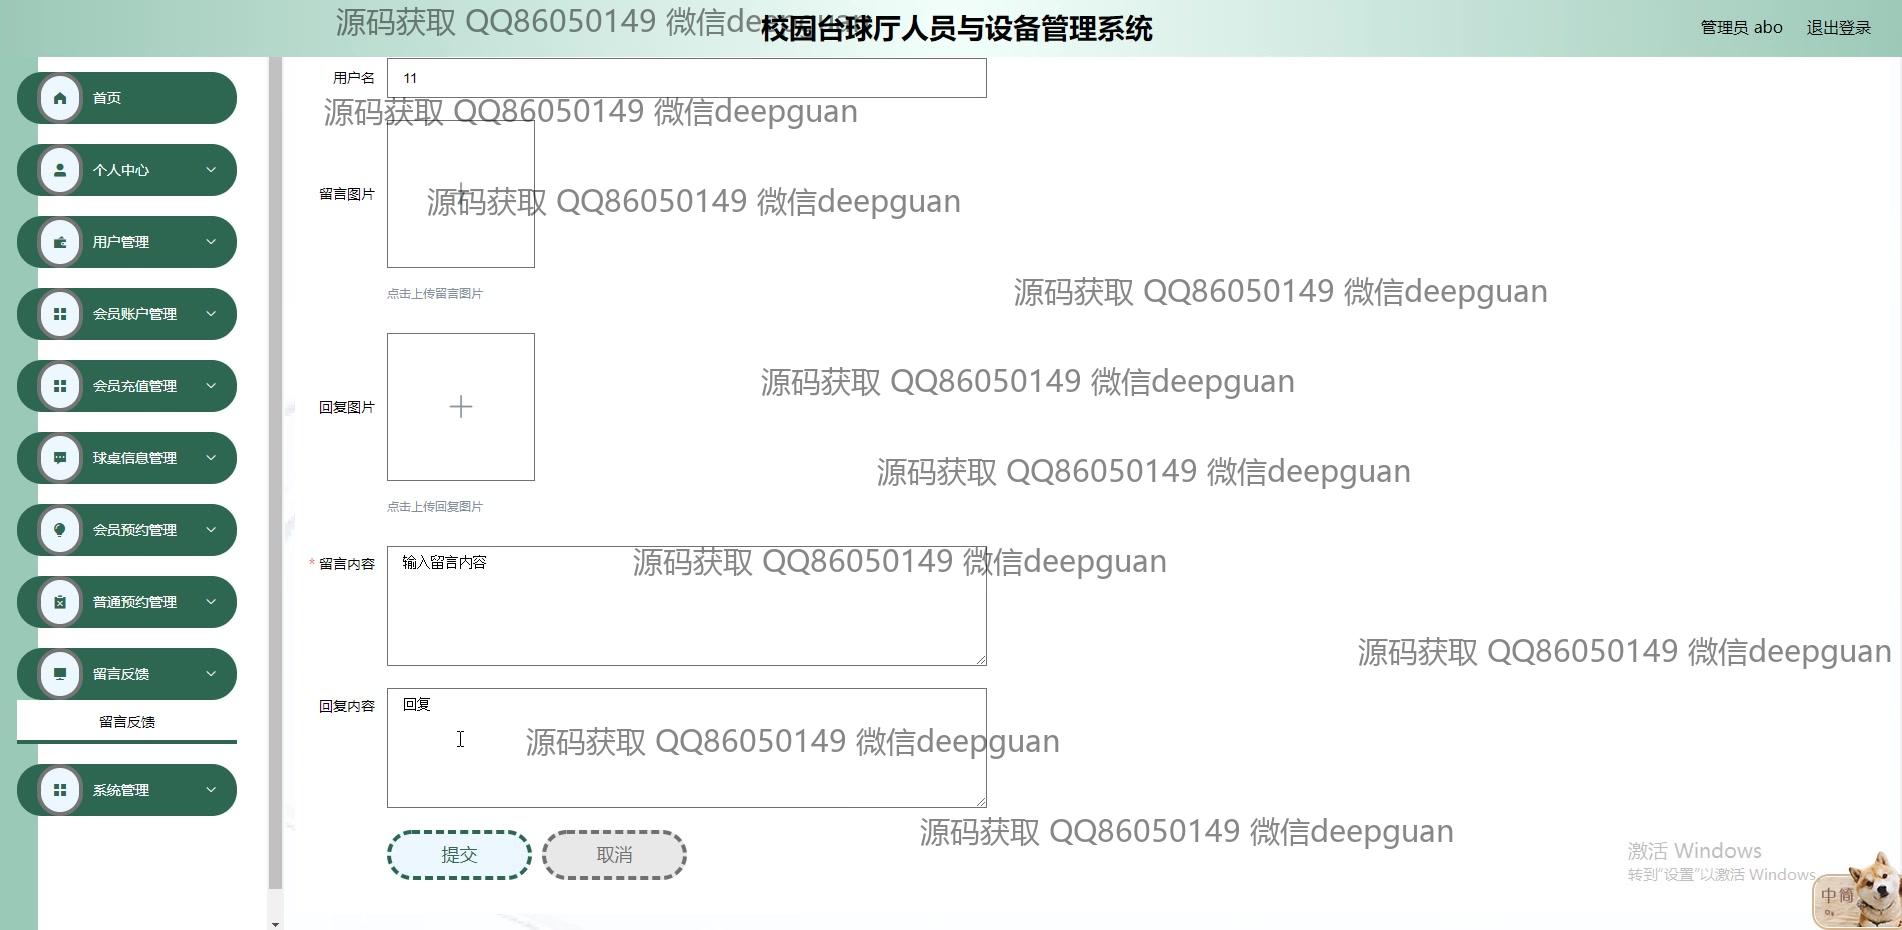 源码获取 QQ86050149 微信deepguan
校园台球厅人员与设备管理系统
管理员 abo 退出登录
首页
个人中心
用户管理
会员账户管理
会员充值管理
球桌信息管理
会员预约管理
普通预约管理
留言反馈
留言反馈
系统管理
用户名 11
源码获取 QQ86050149 微信deepguan
留言图片
源码获取 QQ86050149 微信deepguan
点击上传留言图片
源码获取 QQ86050149 微信deepguan
源码获取 QQ86050149 微信deepguan
回复图片
源码获取 QQ86050149 微信deepguan
点击上传回复图片
* 留言内容 输入留言内容
源码获取 QQ86050149 微信deepguan
源码获取 QQ86050149 微信deepguan
回复内容 回复
源码获取 QQ86050149 微信deepguan
源码获取 QQ86050149 微信deepguan
提交 取消
激活 Windows
转到"设置"以激活 Windows。
中 简